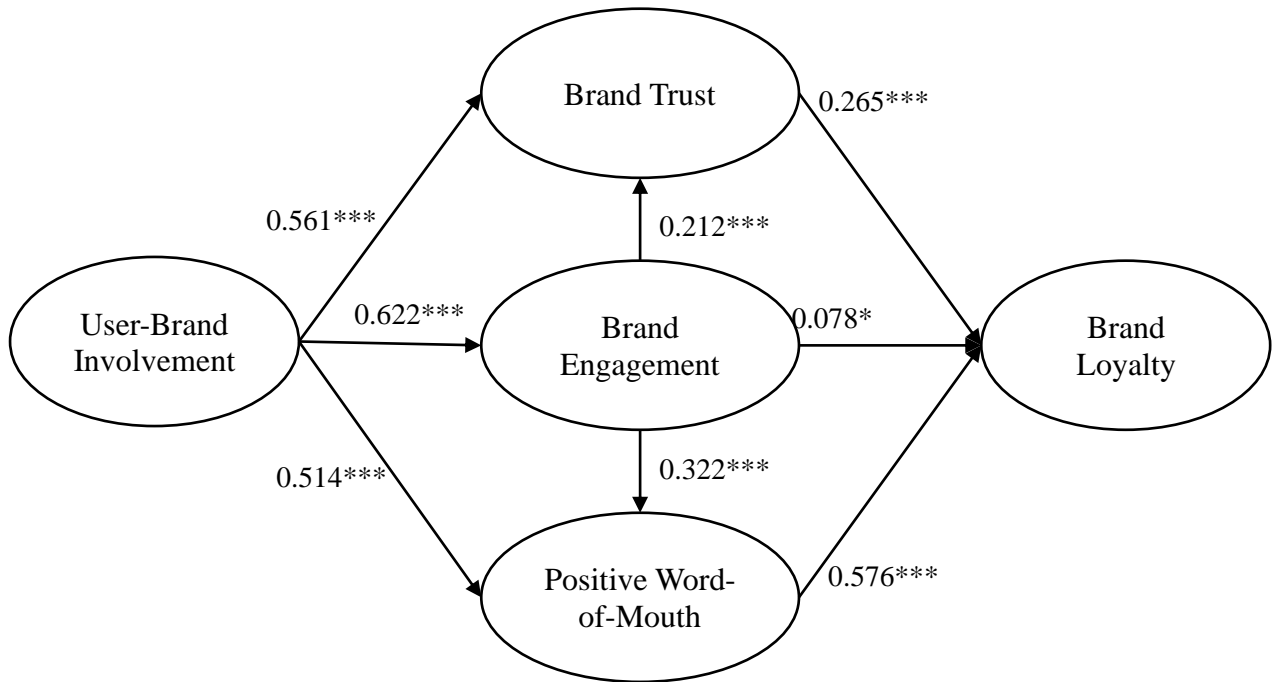 Brand Trust
0.265***
0.561***
0.212***
User-Brand
Involvement
0.622***
Brand
Engagement
0.078*
Brand
Loyalty
0.514***
0.322***
Positive Word-
of-Mouth
0.576***